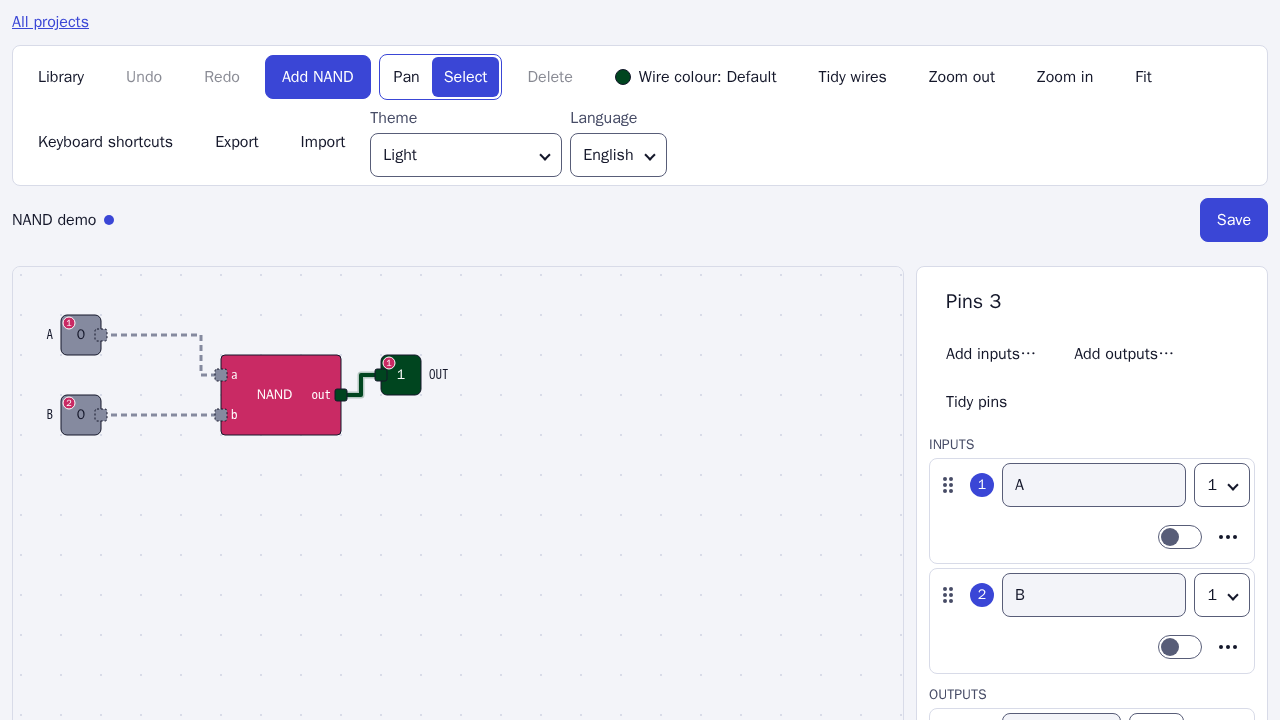 All projects
Library Undo Redo Add NAND Pan Select Delete Wire colour: Default Tidy wires Zoom out Zoom in Fit
Theme Language
Keyboard shortcuts Export Import Light English
NAND demo Save
Pins 3
Add inputs… Add outputs…
Tidy pins
INPUTS
1 A 1
2 B 1
OUTPUTS
1
A 0
1
1 OUT
a
NAND out
2
B 0 b